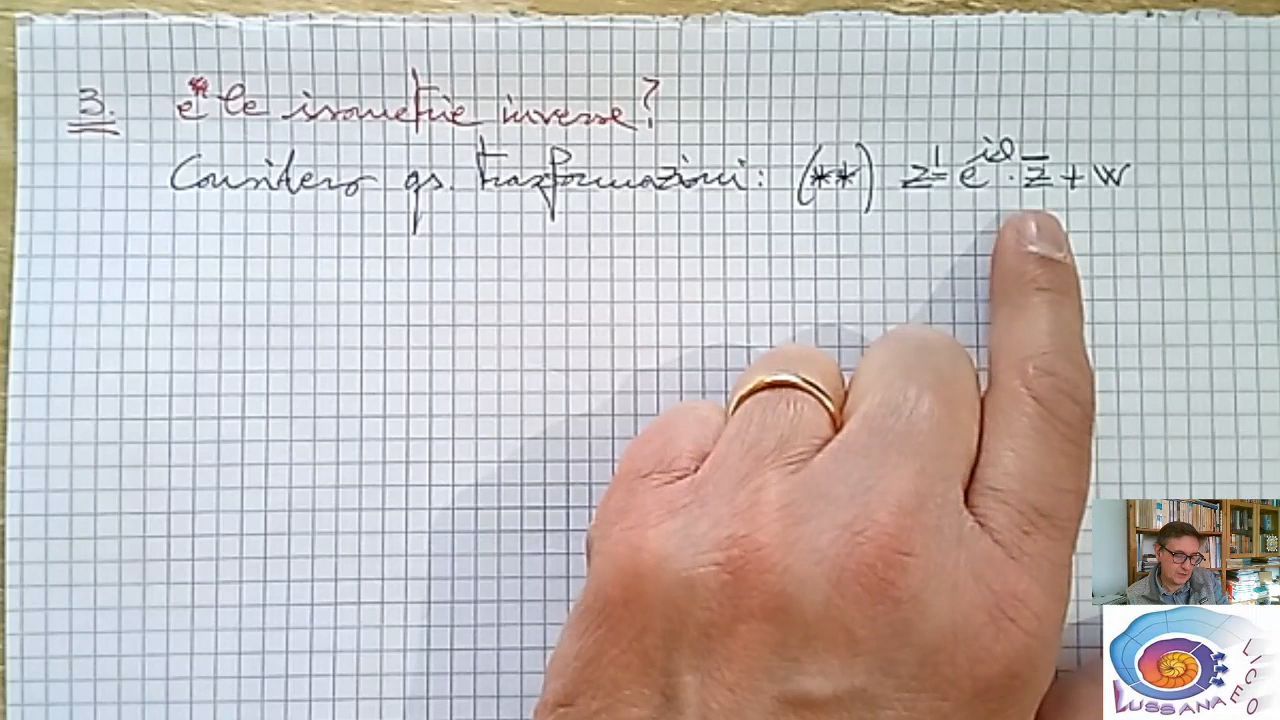 3. e le isometrie inverse?
Considero qs. trasformazioni: (**) z' = e^{iθ} · z̅ + w
LICEO
LUSSANA